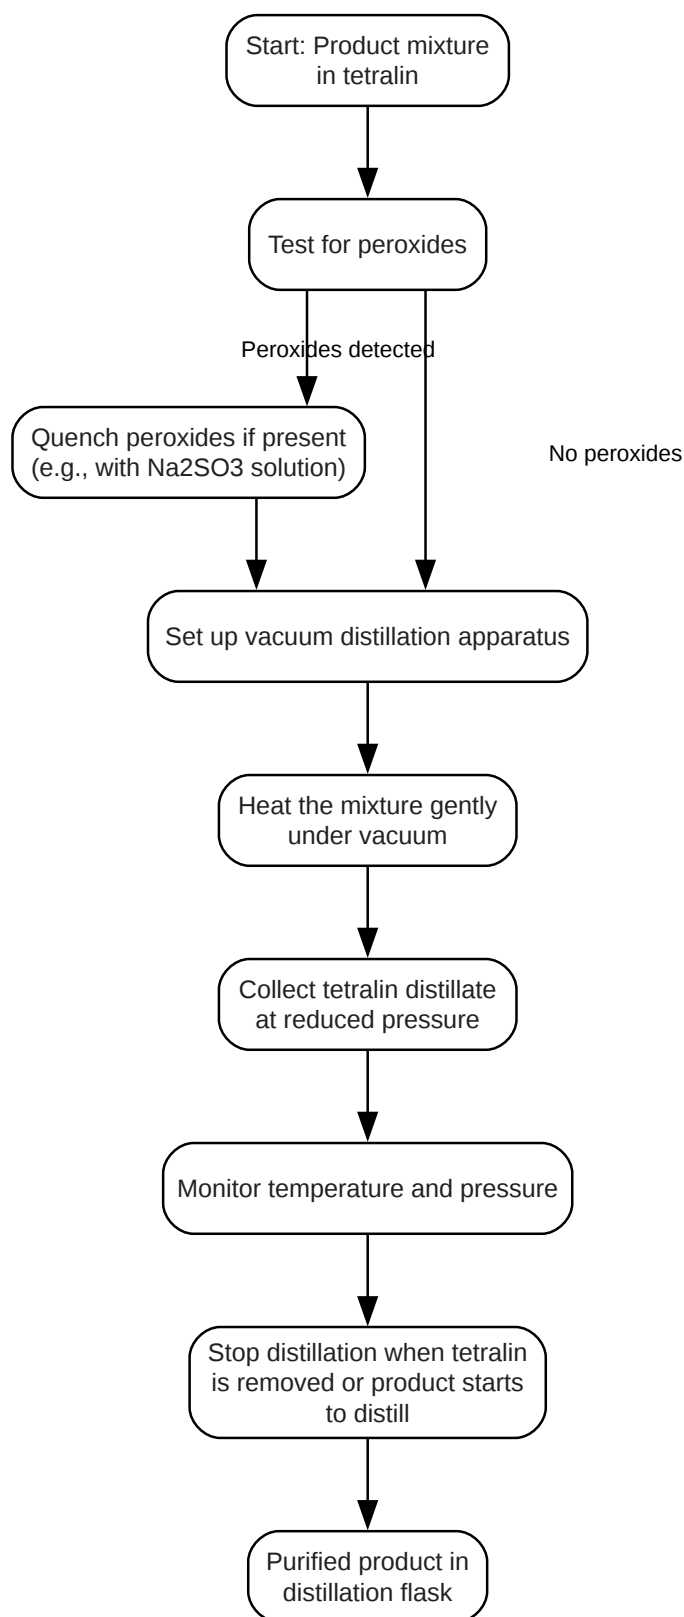 Start: Product mixture
in tetralin
Test for peroxides
Peroxides detected
Quench peroxides if present
(e.g., with Na2SO3 solution)
No peroxides
Set up vacuum distillation apparatus
Heat the mixture gently
under vacuum
Collect tetralin distillate
at reduced pressure
Monitor temperature and pressure
Stop distillation when tetralin
is removed or product starts
to distill
Purified product in
distillation flask